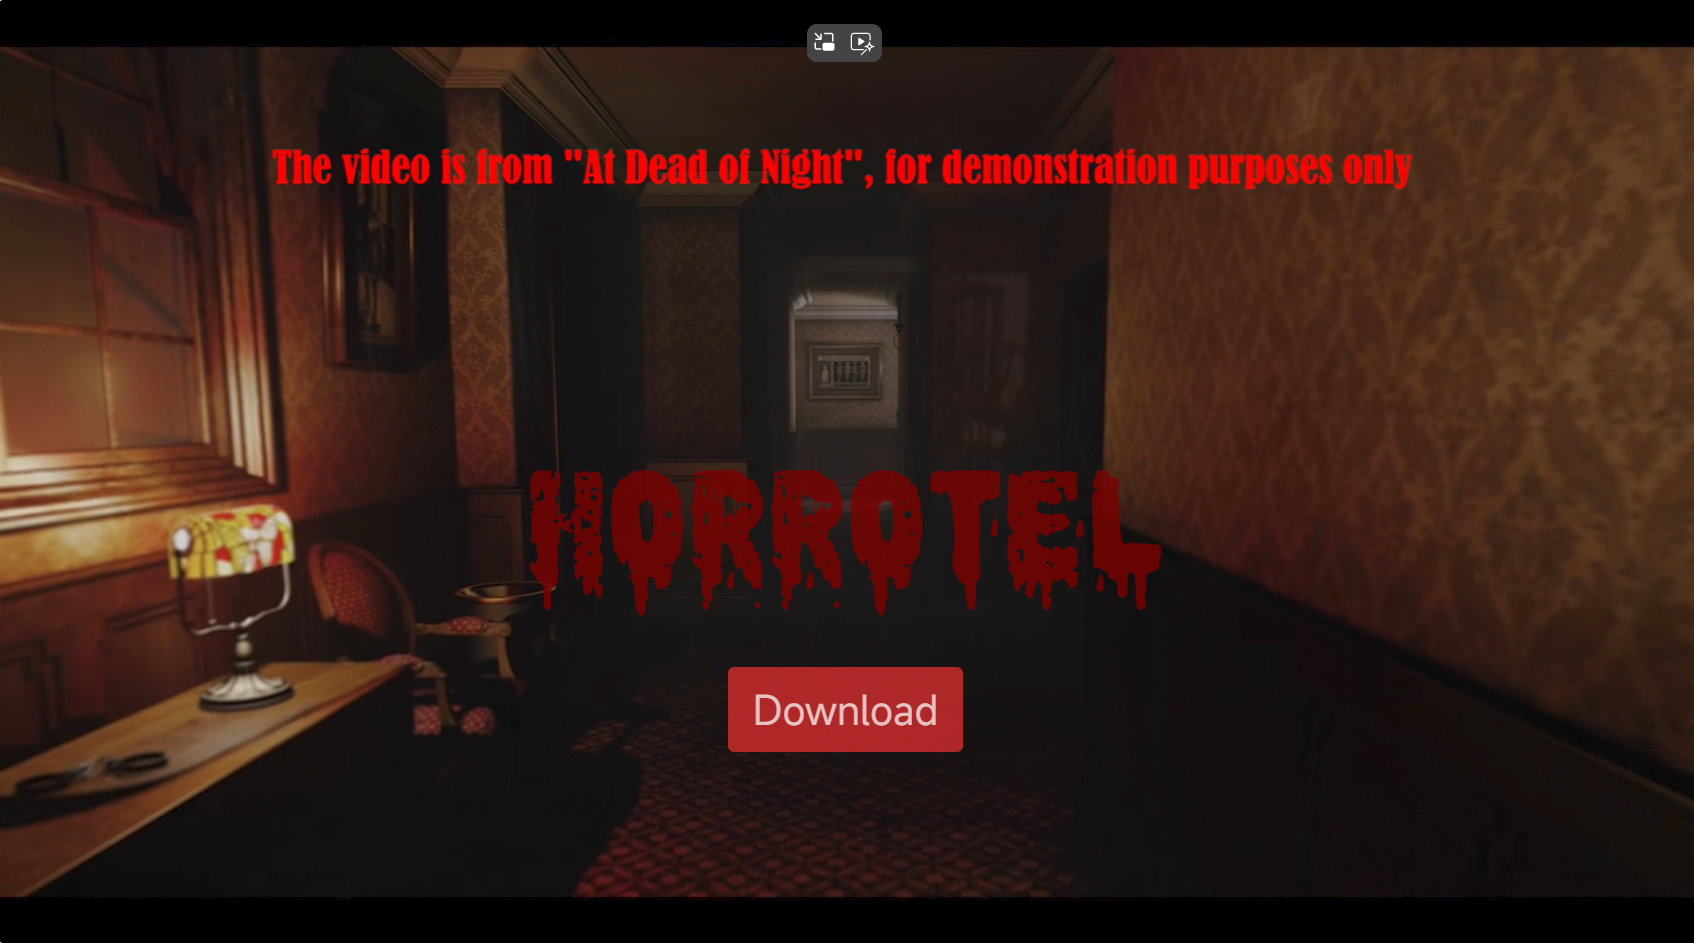 The video is from "At Dead of Night", for demonstration purposes only
HORROTEL
Download